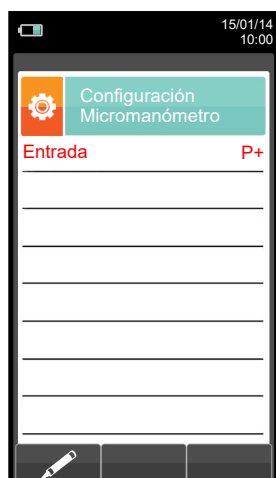 15/01/14
10:00
Configuración
Micromanómetro
Entrada P+